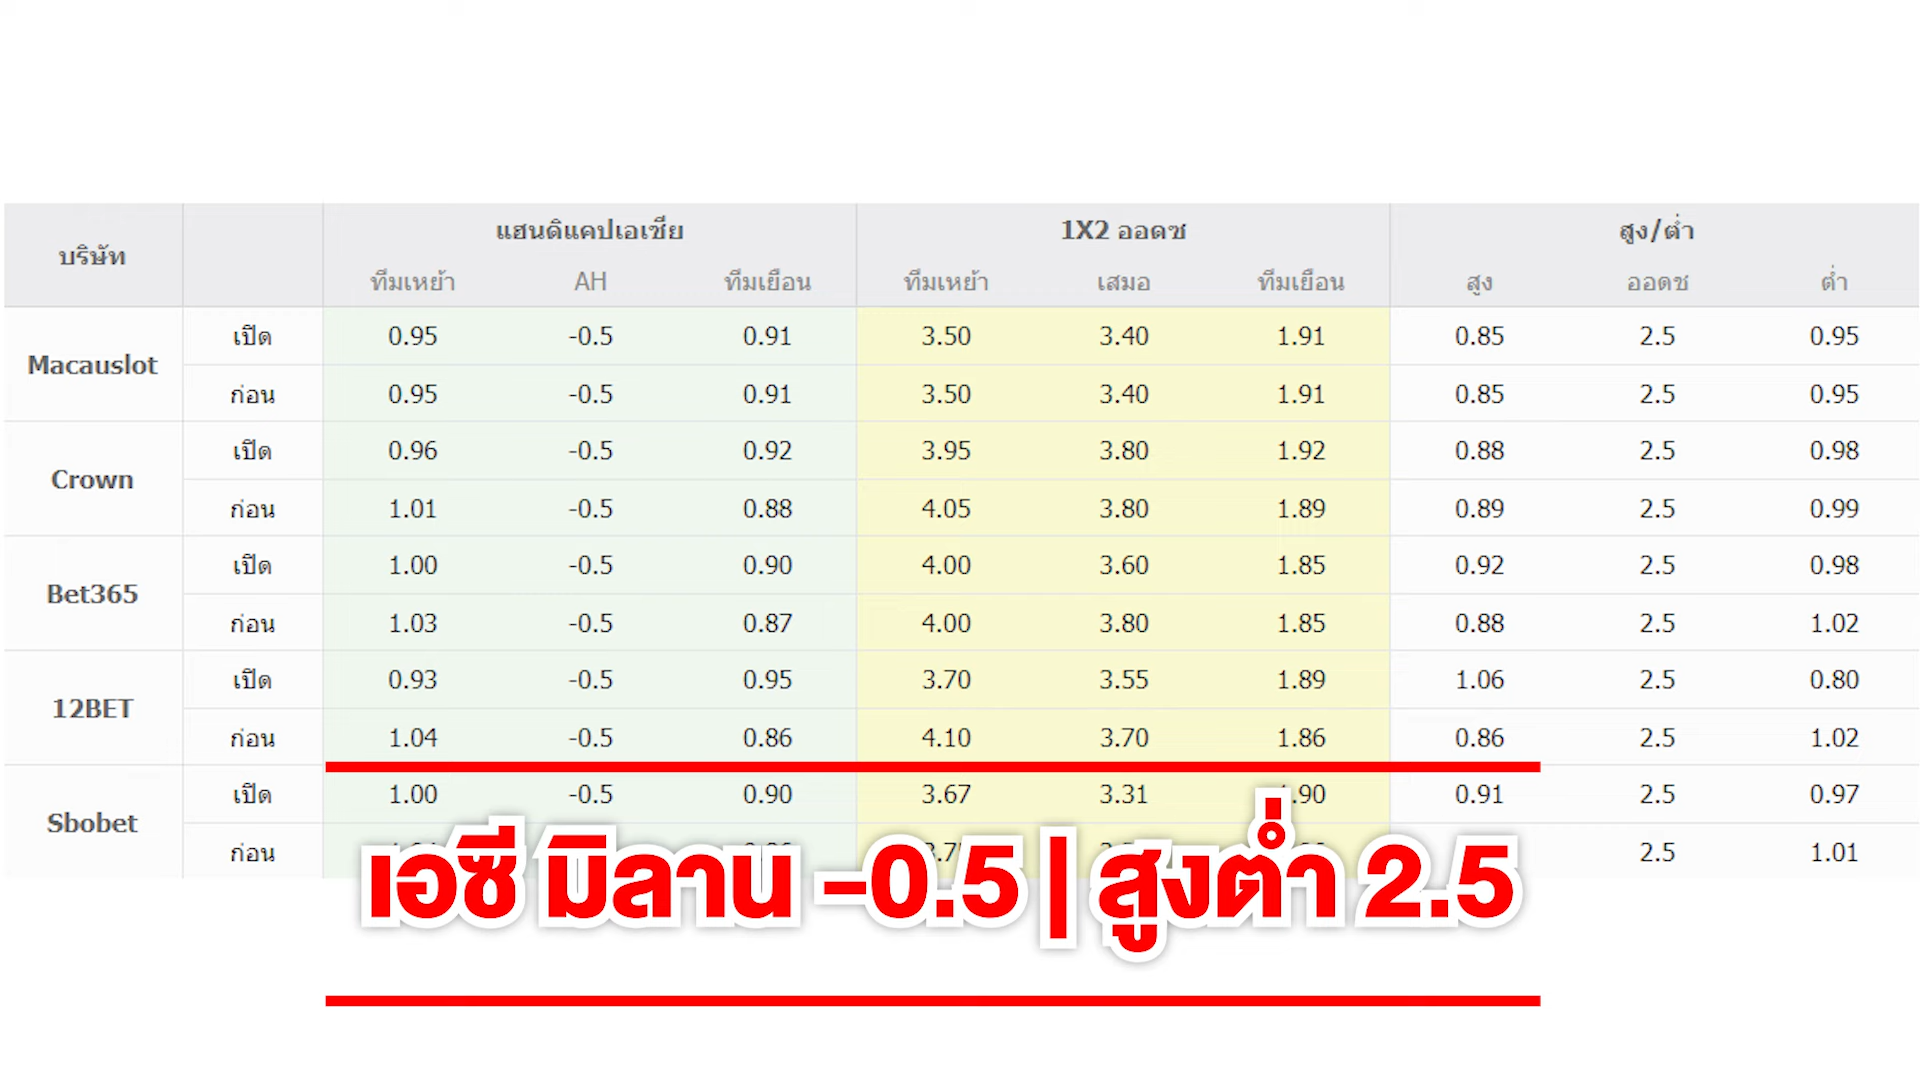 บริษัท แฮนดิแคปเอเชีย 1X2 ออดซ สูง/ต่ำ
ทีมเหย้า AH ทีมเยือน ทีมเหย้า เสมอ ทีมเยือน สูง ออดซ ต่ำ
Macauslot เปิด 0.95 -0.5 0.91 3.50 3.40 1.91 0.85 2.5 0.95
ก่อน 0.95 -0.5 0.91 3.50 3.40 1.91 0.85 2.5 0.95
Crown เปิด 0.96 -0.5 0.92 3.95 3.80 1.92 0.88 2.5 0.98
ก่อน 1.01 -0.5 0.88 4.05 3.80 1.89 0.89 2.5 0.99
Bet365 เปิด 1.00 -0.5 0.90 4.00 3.60 1.85 0.92 2.5 0.98
ก่อน 1.03 -0.5 0.87 4.00 3.80 1.85 0.88 2.5 1.02
12BET เปิด 0.93 -0.5 0.95 3.70 3.55 1.89 1.06 2.5 0.80
ก่อน 1.04 -0.5 0.86 4.10 3.70 1.86 0.86 2.5 1.02
Sbobet เปิด 1.00 -0.5 0.90 3.67 3.31 1.90 0.91 2.5 0.97
ก่อน 2.5 1.01
เอซี มิลาน -0.5 | สูงต่ำ 2.5